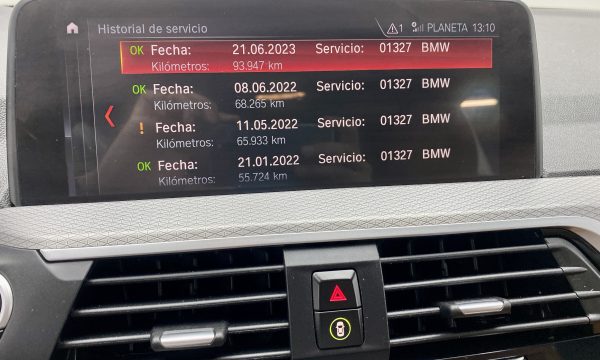 Historial de servicio 1 PLANETA 13:10
OK Fecha: 21.06.2023 Servicio: 01327 BMW
Kilómetros: 93.947 km
OK Fecha: 08.06.2022 Servicio: 01327 BMW
Kilómetros: 68.265 km
! Fecha: 11.05.2022 Servicio: 01327 BMW
Kilómetros: 65.933 km
OK Fecha: 21.01.2022 Servicio: 01327 BMW
Kilómetros: 55.724 km